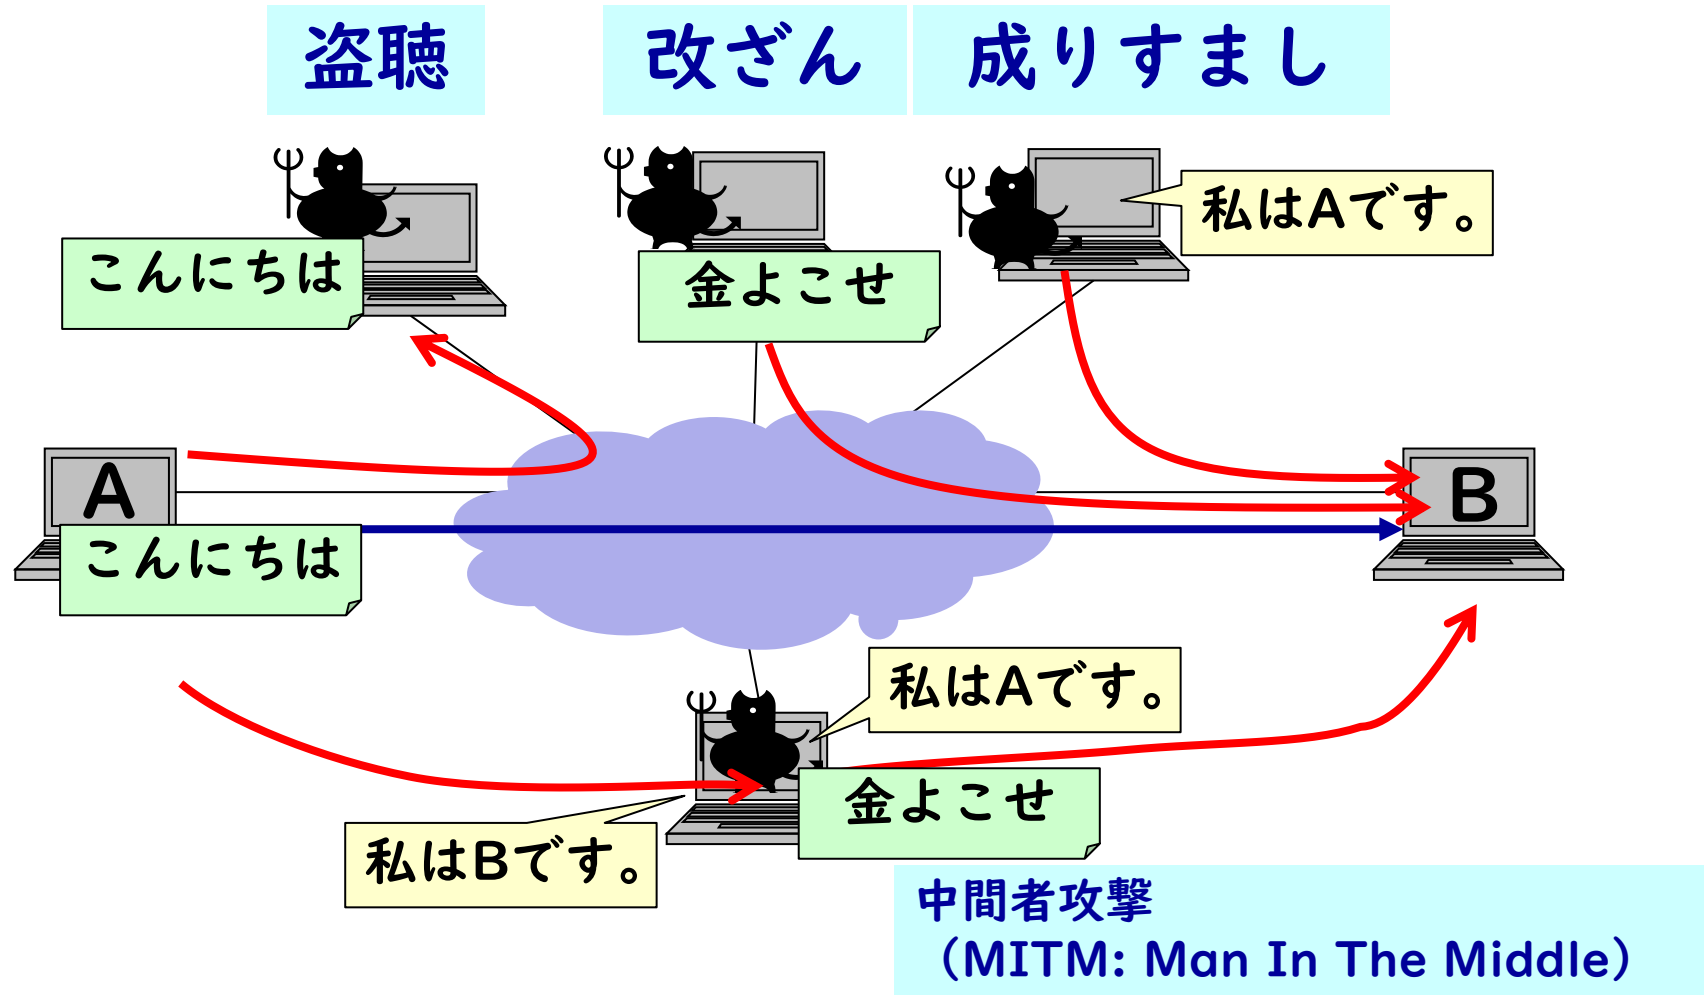 盗聴
改ざん
成りすまし
私はAです。
こんにちは
金よこせ
A
B
こんにちは
私はAです。
金よこせ
私はBです。
中間者攻撃
（MITM: Man In The Middle）